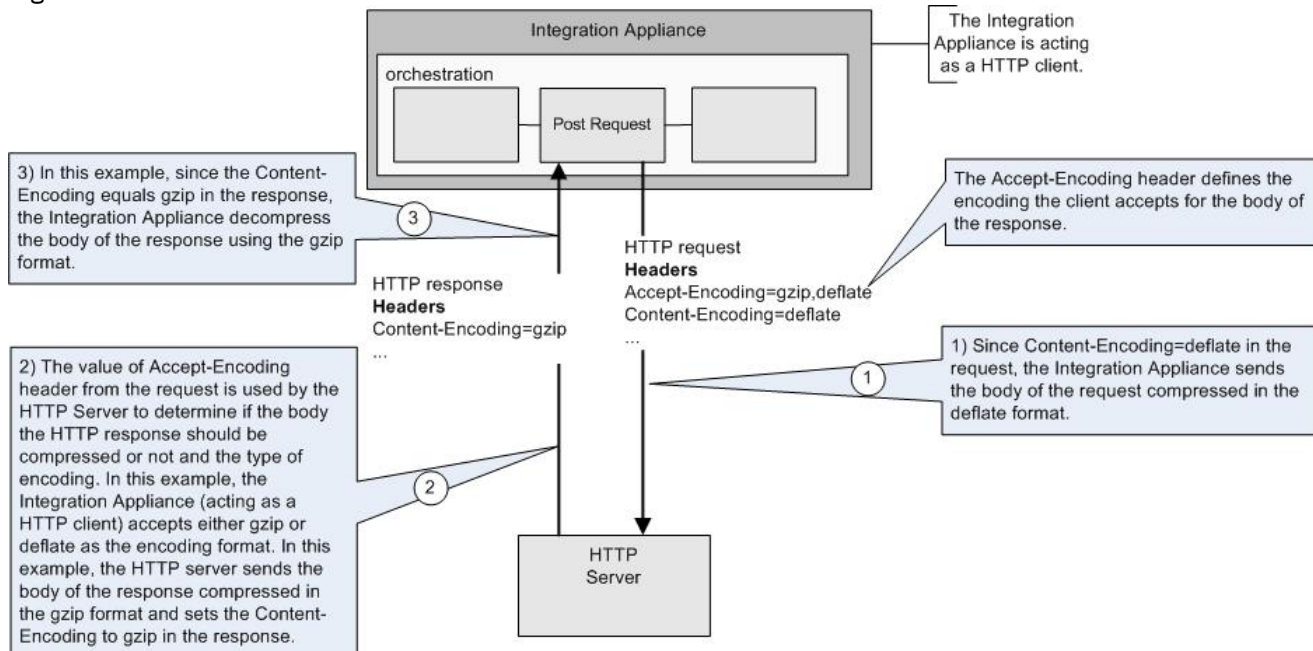 Integration Appliance
The Integration
Appliance is acting
as a HTTP client.
orchestration
Post Request
3) In this example, since the Content-
Encoding equals gzip in the response,
the Integration Appliance decompress
the body of the response using the gzip
format.
3
The Accept-Encoding header defines the
encoding the client accepts for the body of
the response.
HTTP request
Headers
Accept-Encoding=gzip,deflate
Content-Encoding=deflate
...
HTTP response
Headers
Content-Encoding=gzip
...
1) Since Content-Encoding=deflate in the
request, the Integration Appliance sends
the body of the request compressed in the
deflate format.
1
2) The value of Accept-Encoding
header from the request is used by the
HTTP Server to determine if the body
the HTTP response should be
compressed or not and the type of
encoding. In this example, the
Integration Appliance (acting as a
HTTP client) accepts either gzip or
deflate as the encoding format. In this
example, the HTTP server sends the
body of the response compressed in
the gzip format and sets the Content-
Encoding to gzip in the response.
2
HTTP
Server